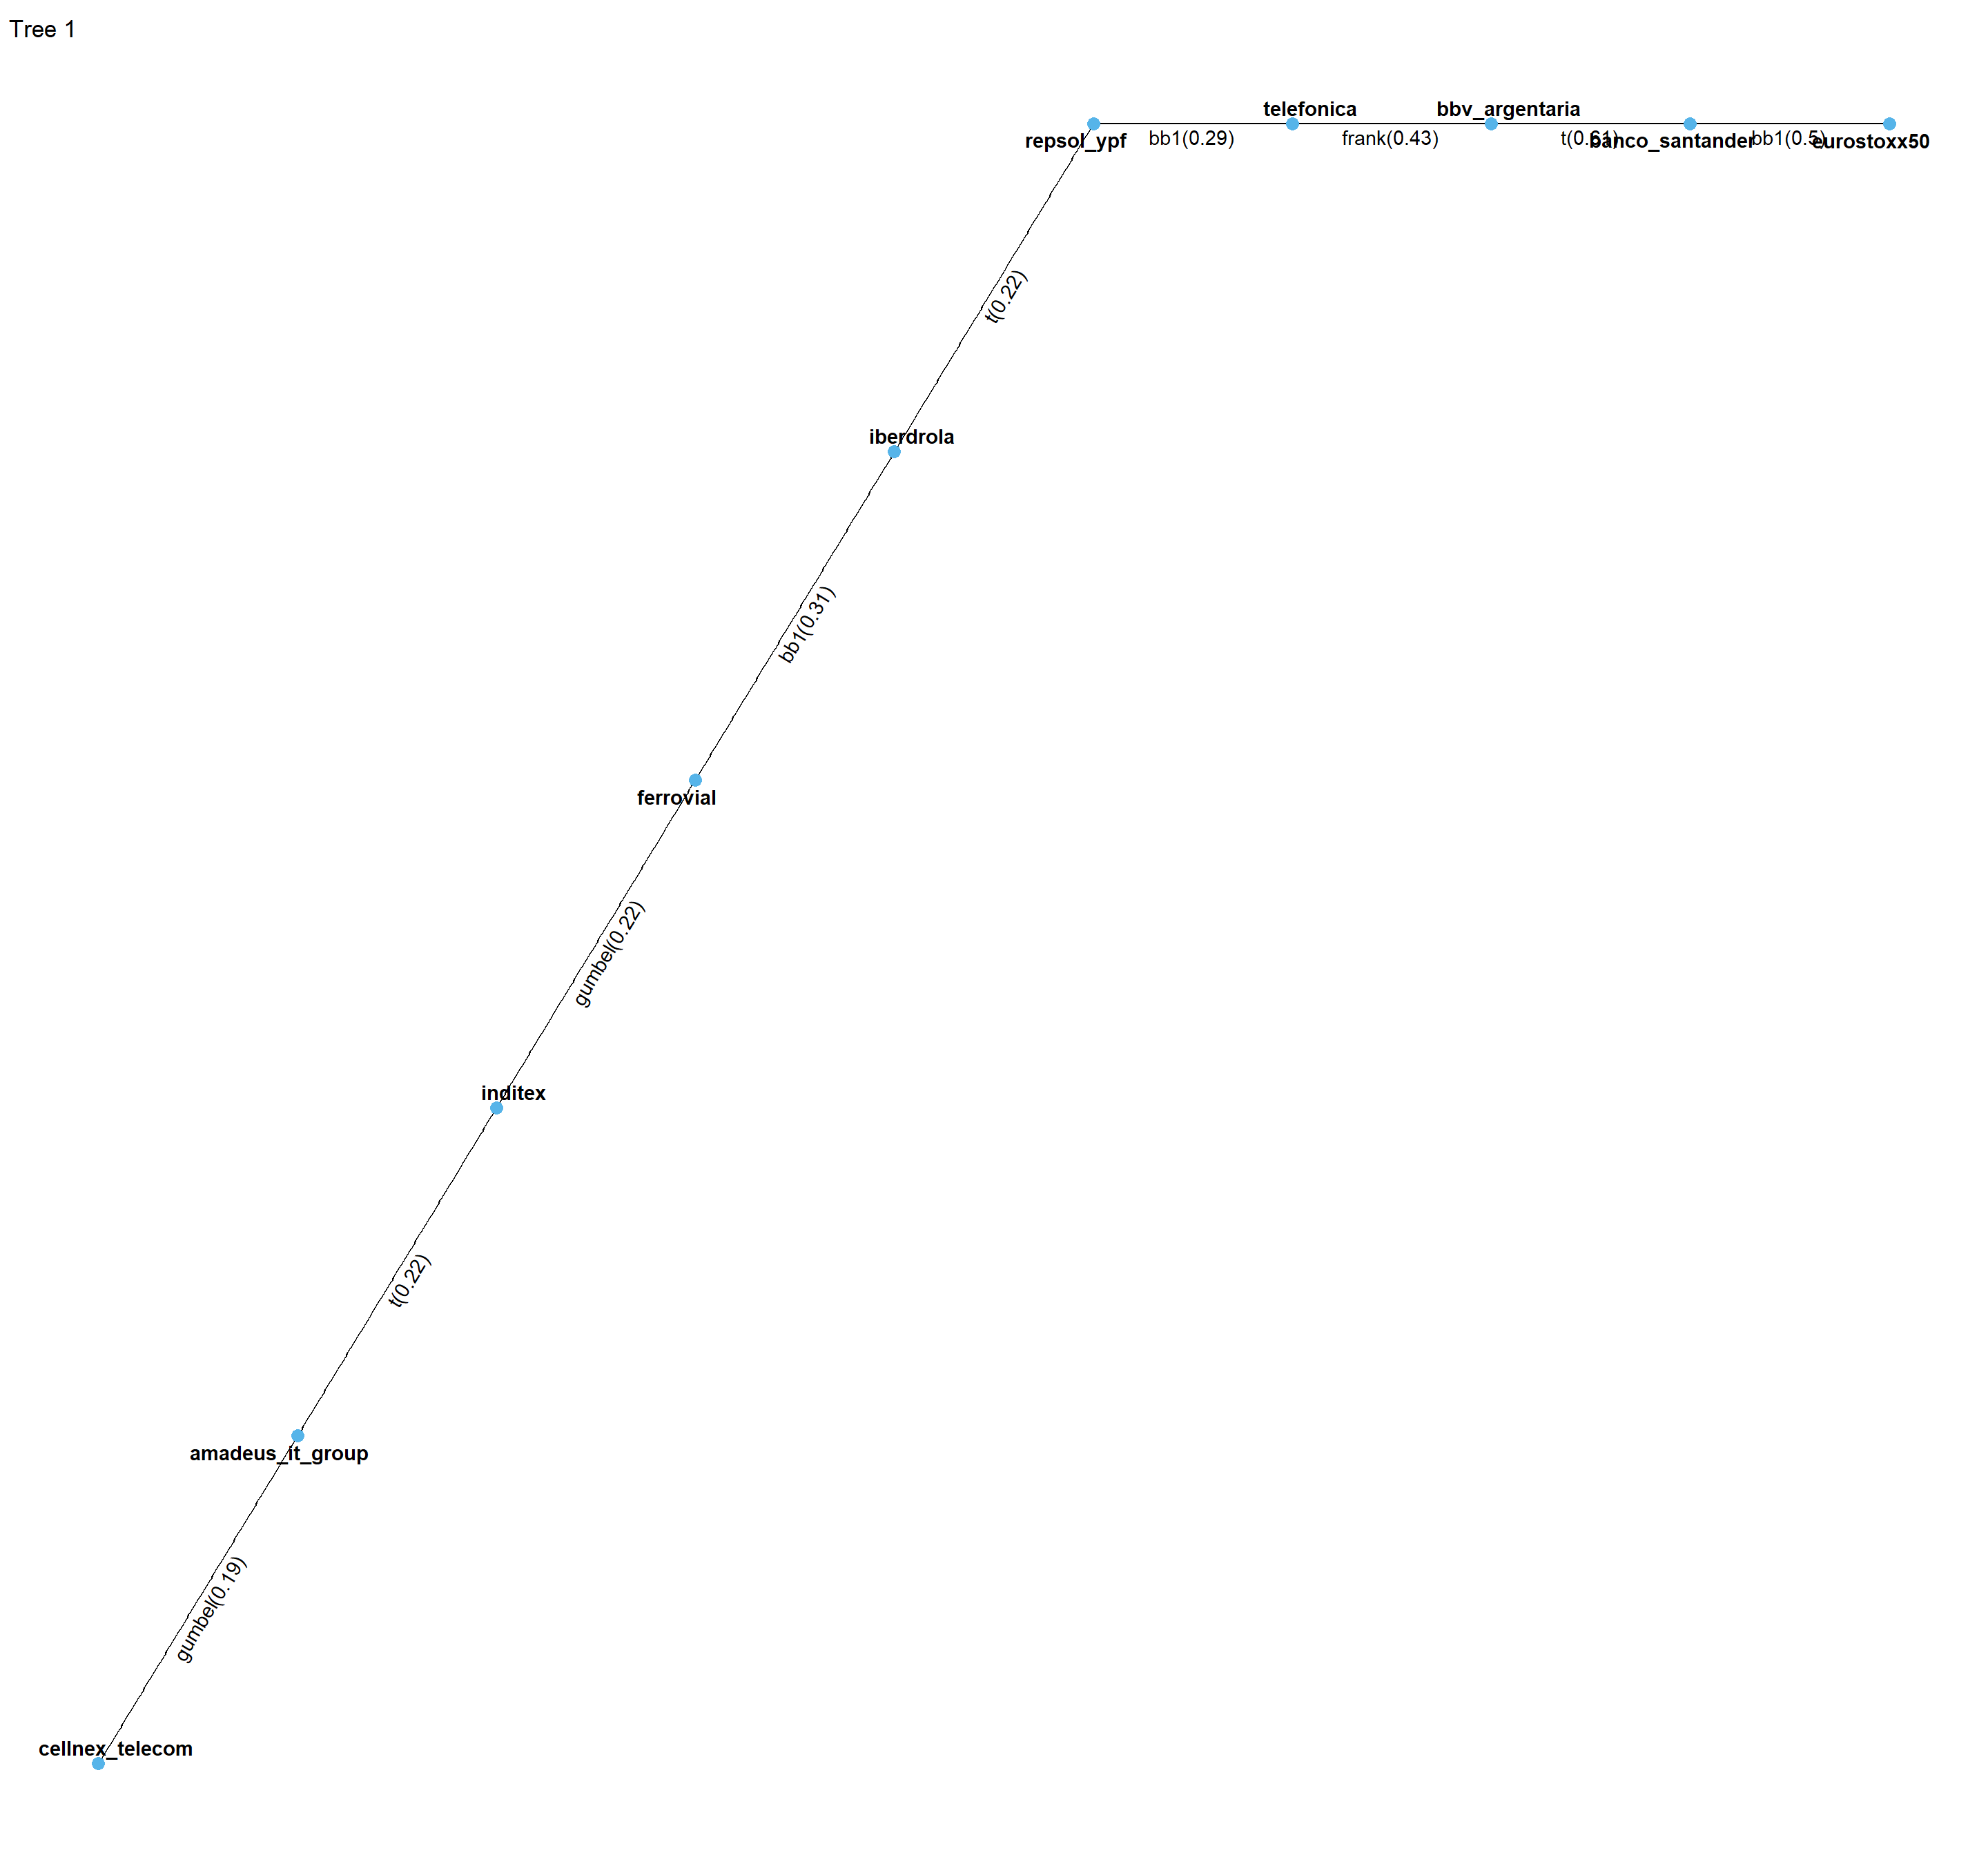 Tree 1
telefonica
bbv_argentaria
repsol_ypf
bb1(0.29)
frank(0.43)
t(0.61)
banco_santander
bb1(0.5)
eurostoxx50
t(0.22)
iberdrola
bb1(0.31)
ferrovial
gumbel(0.22)
inditex
t(0.22)
amadeus_it_group
gumbel(0.19)
cellnex_telecom